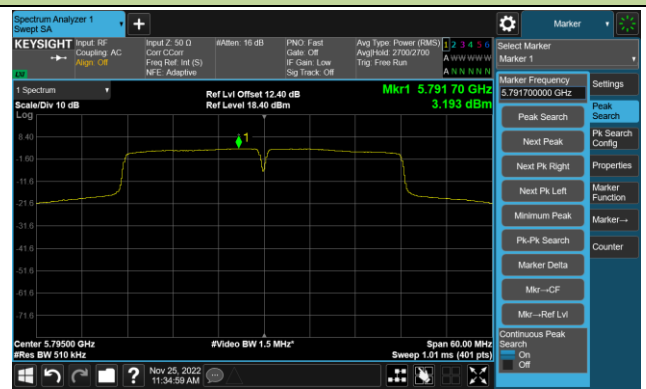 Spectrum Analyzer 1
Swept SA
Marker
KEYSIGHT
Input: RF
Coupling: AC
Align: Off
Input Z: 50 Ω
Corr CCorr
Freq Ref: Int (S)
NFE: Adaptive
#Atten: 16 dB
PNO: Fast
Gate: Off
IF Gain: Low
Sig Track: Off
Avg Type: Power (RMS)
Avg|Hold: 2700/2700
Trig: Free Run
1 2 3 4 5 6
A W W W W W
A N N N N N
LXI
Select Marker
Marker 1
1 Spectrum
Scale/Div 10 dB
Log
Ref Lvl Offset 12.40 dB
Ref Level 18.40 dBm
Mkr1 5.791 70 GHz
3.193 dBm
8.40
-1.60
-11.6
-21.6
-31.6
-41.6
-51.6
-61.6
-71.6
1
Center 5.79500 GHz
#Res BW 510 kHz
#Video BW 1.5 MHz*
Span 60.00 MHz
Sweep 1.01 ms (401 pts)
Marker Frequency
5.791700000 GHz
Peak Search
Next Peak
Next Pk Right
Next Pk Left
Minimum Peak
Pk-Pk Search
Marker Delta
Mkr→CF
Mkr→Ref Lvl
Continuous Peak
Search
On
Off
Settings
Peak
Search
Pk Search
Config
Properties
Marker
Function
Marker→
Counter
?
Nov 25, 2022
11:34:59 AM